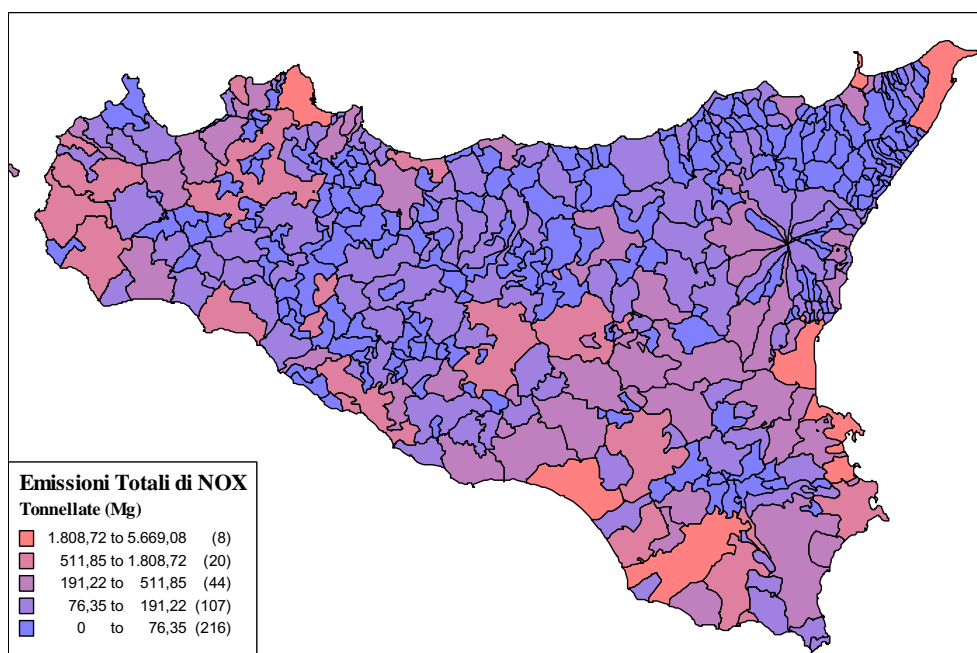 Emissioni Totali di NOX
Tonnellate (Mg)
1.808,72 to 5.669,08 (8)
511,85 to 1.808,72 (20)
191,22 to 511,85 (44)
76,35 to 191,22 (107)
0 to 76,35 (216)